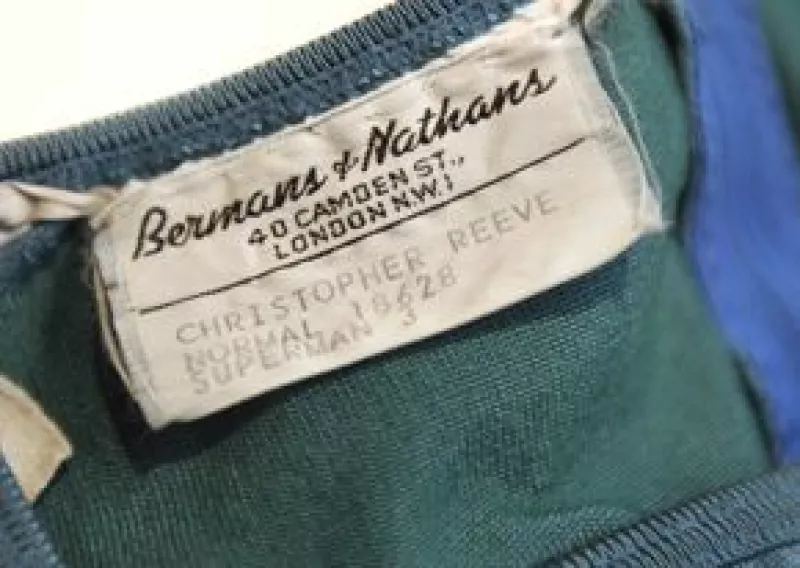 Bermans & Nathans
40 CAMDEN ST.,
LONDON N.W.1
CHRISTOPHER REEVE
NORMAL 18628
SUPERMAN 3